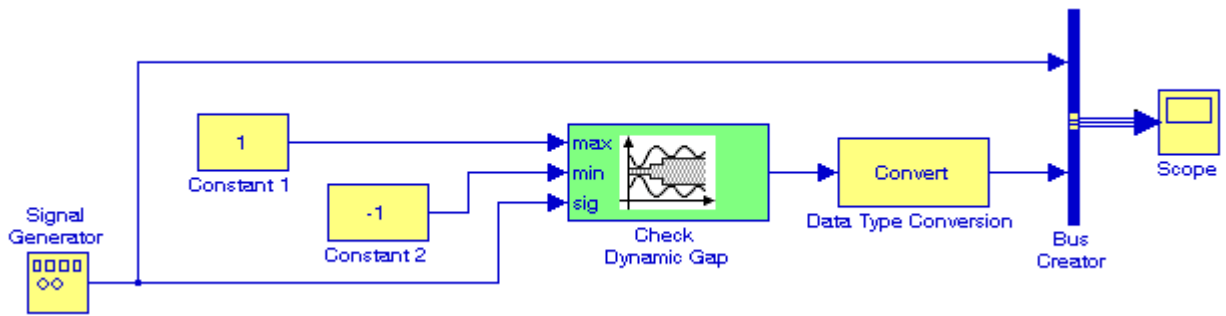 1
Constant 1
-1
Constant 2
Signal
Generator
max
min
sig
Check
Dynamic Gap
Convert
Data Type Conversion
Bus
Creator
Scope